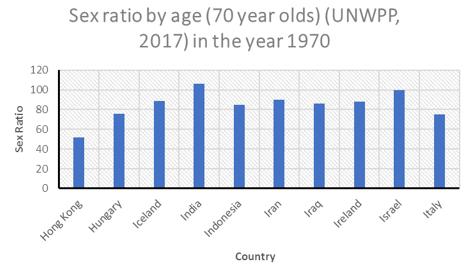 Sex ratio by age (70 year olds) (UNWPP,
2017) in the year 1970
120
100
80
60
40
20
0
Sex Ratio
Hong Kong
Hungary
Iceland
India
Indonesia
Iran
Iraq
Ireland
Israel
Italy
Country